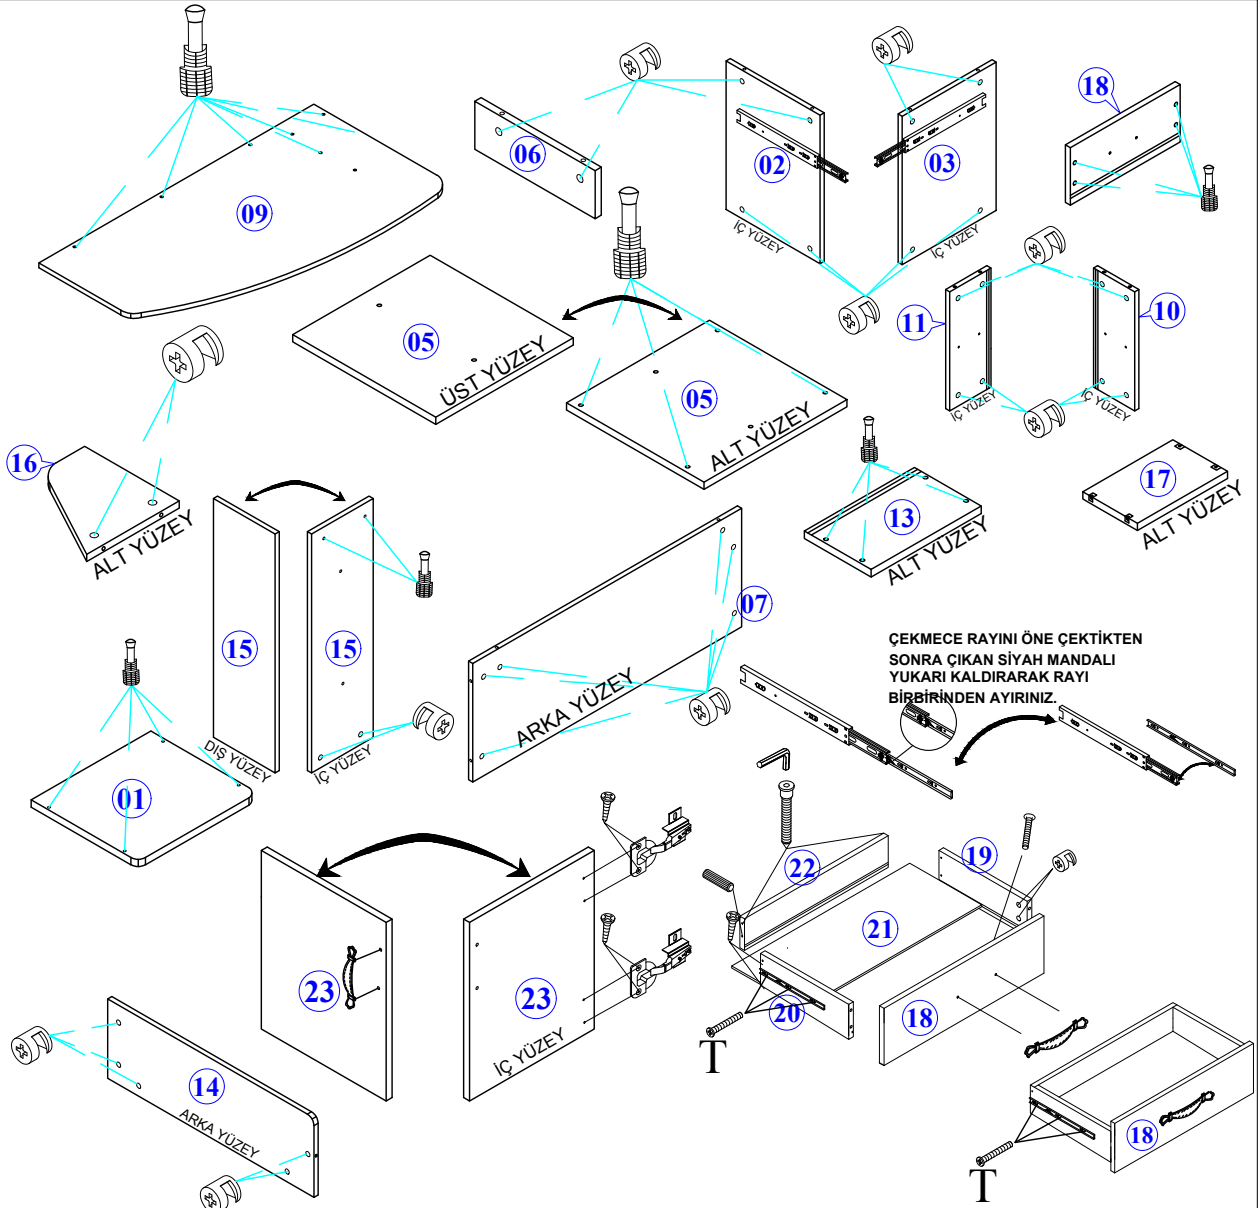 18
06
02
03
09
İÇ YÜZEY
İÇ YÜZEY
11
10
05
ÜST YÜZEY
05
ALT YÜZEY
İÇ YÜZEY
İÇ YÜZEY
16
ALT YÜZEY
13
ALT YÜZEY
17
ALT YÜZEY
15
15
DIŞ YÜZEY
İÇ YÜZEY
07
ARKA YÜZEY
ÇEKMECE RAYINI ÖNE ÇEKTİKTEN
SONRA ÇIKAN SİYAH MANDALI
YUKARI KALDIRARAK RAYI
BİRBİRİNDEN AYIRINIZ.
01
22
19
21
23
23
İÇ YÜZEY
20
18
T
14
ARKA YÜZEY
18
T